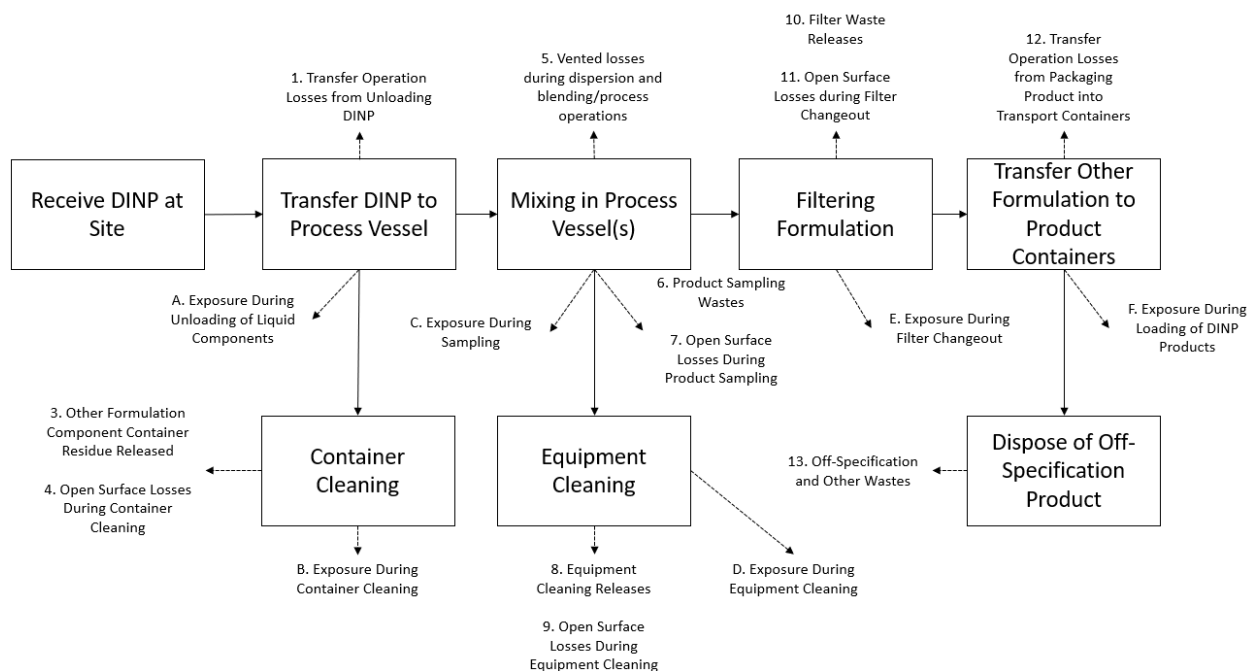 10. Filter Waste
Releases
11. Open Surface
Losses during Filter
Changeout
12. Transfer
Operation Losses
from Packaging
Product into
Transport Containers
5. Vented losses
during dispersion and
blending/process
operations
1. Transfer Operation
Losses from Unloading
DINP
Receive DINP at
Site
Transfer DINP to
Process Vessel
Mixing in Process
Vessel(s)
Filtering
Formulation
Transfer Other
Formulation to
Product
Containers
A. Exposure During
Unloading of Liquid
Components
C. Exposure During
Sampling
6. Product Sampling
Wastes
7. Open Surface
Losses During
Product Sampling
E. Exposure During
Filter Changeout
F. Exposure During
Loading of DINP
Products
3. Other Formulation
Component Container
Residue Released
4. Open Surface Losses
During Container
Cleaning
Container
Cleaning
Equipment
Cleaning
13. Off-Specification
and Other Wastes
Dispose of Off-
Specification
Product
B. Exposure During
Container Cleaning
8. Equipment
Cleaning Releases
9. Open Surface
Losses During
Equipment Cleaning
D. Exposure During
Equipment Cleaning